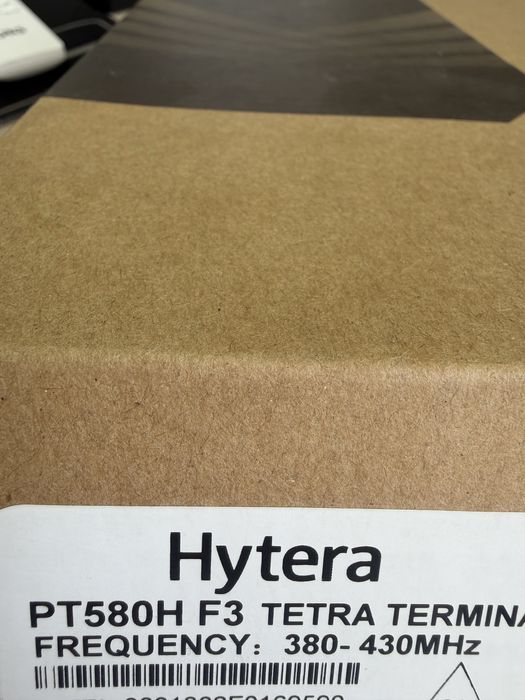 Hytera
PT580H F3 TETRA TERMINA
FREQUENCY: 380- 430MHz